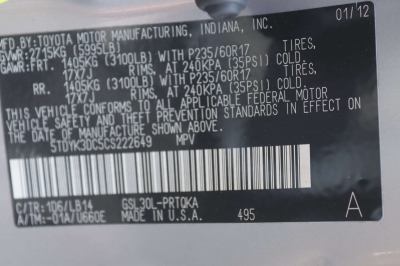 01/12
MFD.BY:TOYOTA MOTOR MANUFACTURING, INDIANA, INC.
GVWR: 2715KG (5995LB)
GAWR:FRT. 1405KG (3100LB) WITH P235/60R17 TIRES,
17X7J RIMS, AT 240KPA (35PSI) COLD.
RR. 1405KG (3100LB) WITH P235/60R17 TIRES,
17X7J RIMS, AT 240KPA (35PSI) COLD.
THIS VEHICLE CONFORMS TO ALL APPLICABLE FEDERAL MOTOR
VEHICLE SAFETY AND THEFT PREVENTION STANDARDS IN EFFECT ON
THE DATE OF MANUFACTURE SHOWN ABOVE.
5TDYK3DC5CS222649 MPV
C/TR: 1D6/LB14 GSL30L-PRTQKA
A/TM: -01A/U660E MADE IN U.S.A. 495 A